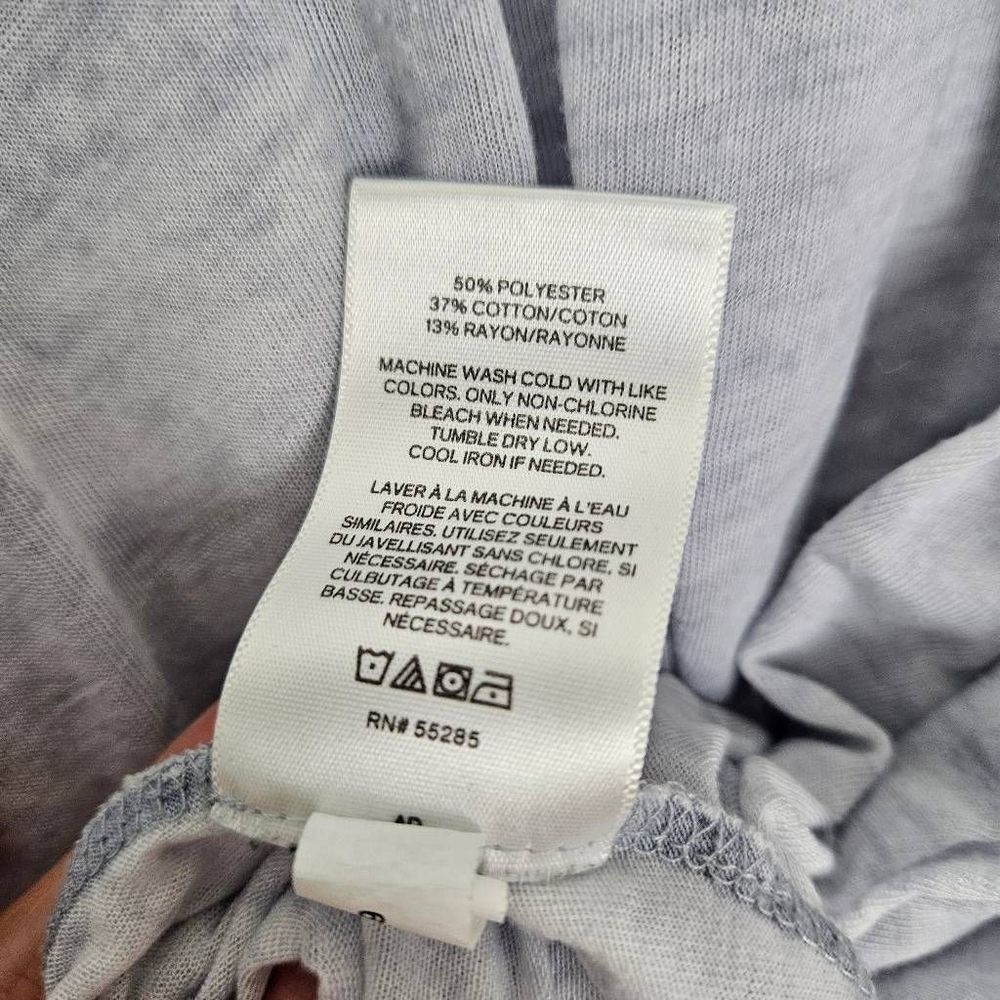 50% POLYESTER
37% COTTON/COTON
13% RAYON/RAYONNE
MACHINE WASH COLD WITH LIKE
COLORS. ONLY NON-CHLORINE
BLEACH WHEN NEEDED.
TUMBLE DRY LOW.
COOL IRON IF NEEDED.
LAVER À LA MACHINE À L'EAU
FROIDE AVEC COULEURS
SIMILAIRES. UTILISEZ SEULEMENT
DU JAVELLISANT SANS CHLORE, SI
NÉCESSAIRE. SÉCHAGE PAR
CULBUTAGE À TEMPÉRATURE
BASSE. REPASSAGE DOUX, SI
NÉCESSAIRE.
RN# 55285